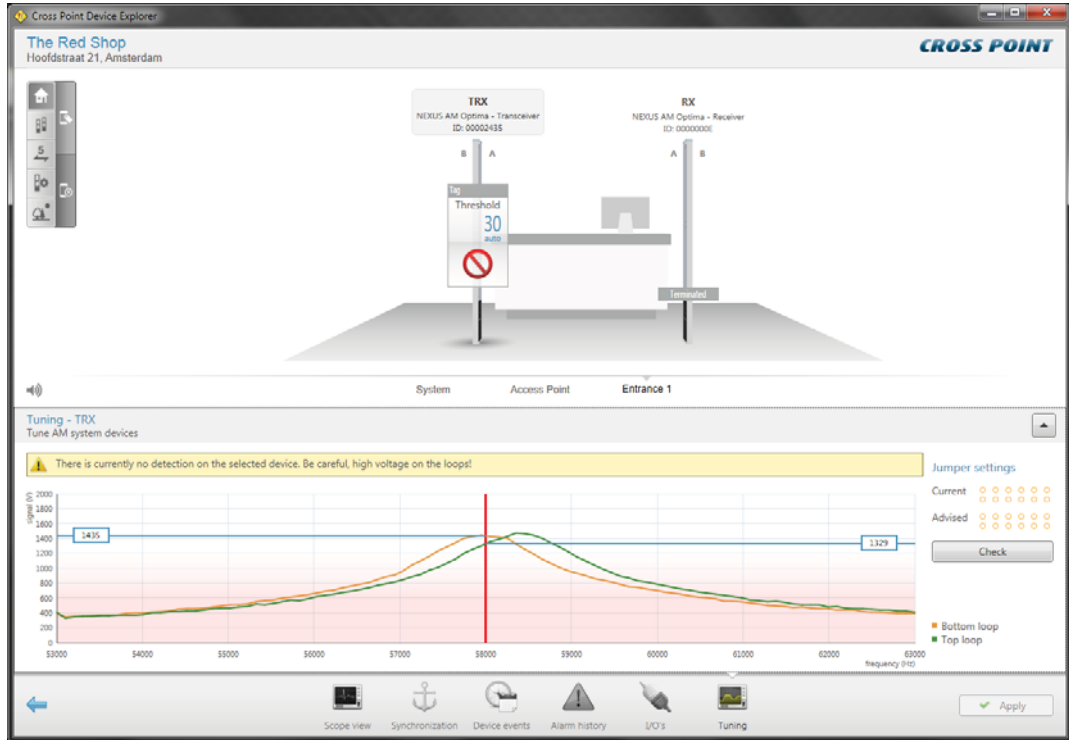 Cross Point Device Explorer
The Red Shop
Hoofdstraat 21, Amsterdam
CROSS POINT
TRX
NEXUS AM Optima - Transceiver
ID: 00002435
RX
NEXUS AM Optima - Receiver
ID: 0000000E
B A
A B
Tag
Threshold
30
auto
Terminated
5
System Access Point Entrance 1
Tuning - TRX
Tune AM system devices
There is currently no detection on the selected device. Be careful, high voltage on the loops!
Jumper settings
Current
Advised
Check
signal (V)
2000
1800
1600
1400
1200
1000
800
600
400
200
0
1435
1329
53000 54000 55000 56000 57000 58000 59000 60000 61000 62000 63000
frequency (Hz)
Bottom loop
Top loop
Scope view Synchronization Device events Alarm history I/O's Tuning
Apply